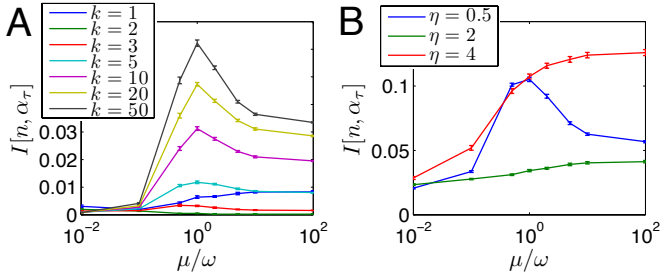 A
k = 1
k = 2
k = 3
k = 5
k = 10
k = 20
k = 50
I[n, ατ]
0.03
0.02
0.01
0
10⁻² 10⁰ 10²
μ/ω
B
η = 0.5
η = 2
η = 4
I[n, ατ]
0.1
0.05
0
10⁻² 10⁰ 10²
μ/ω